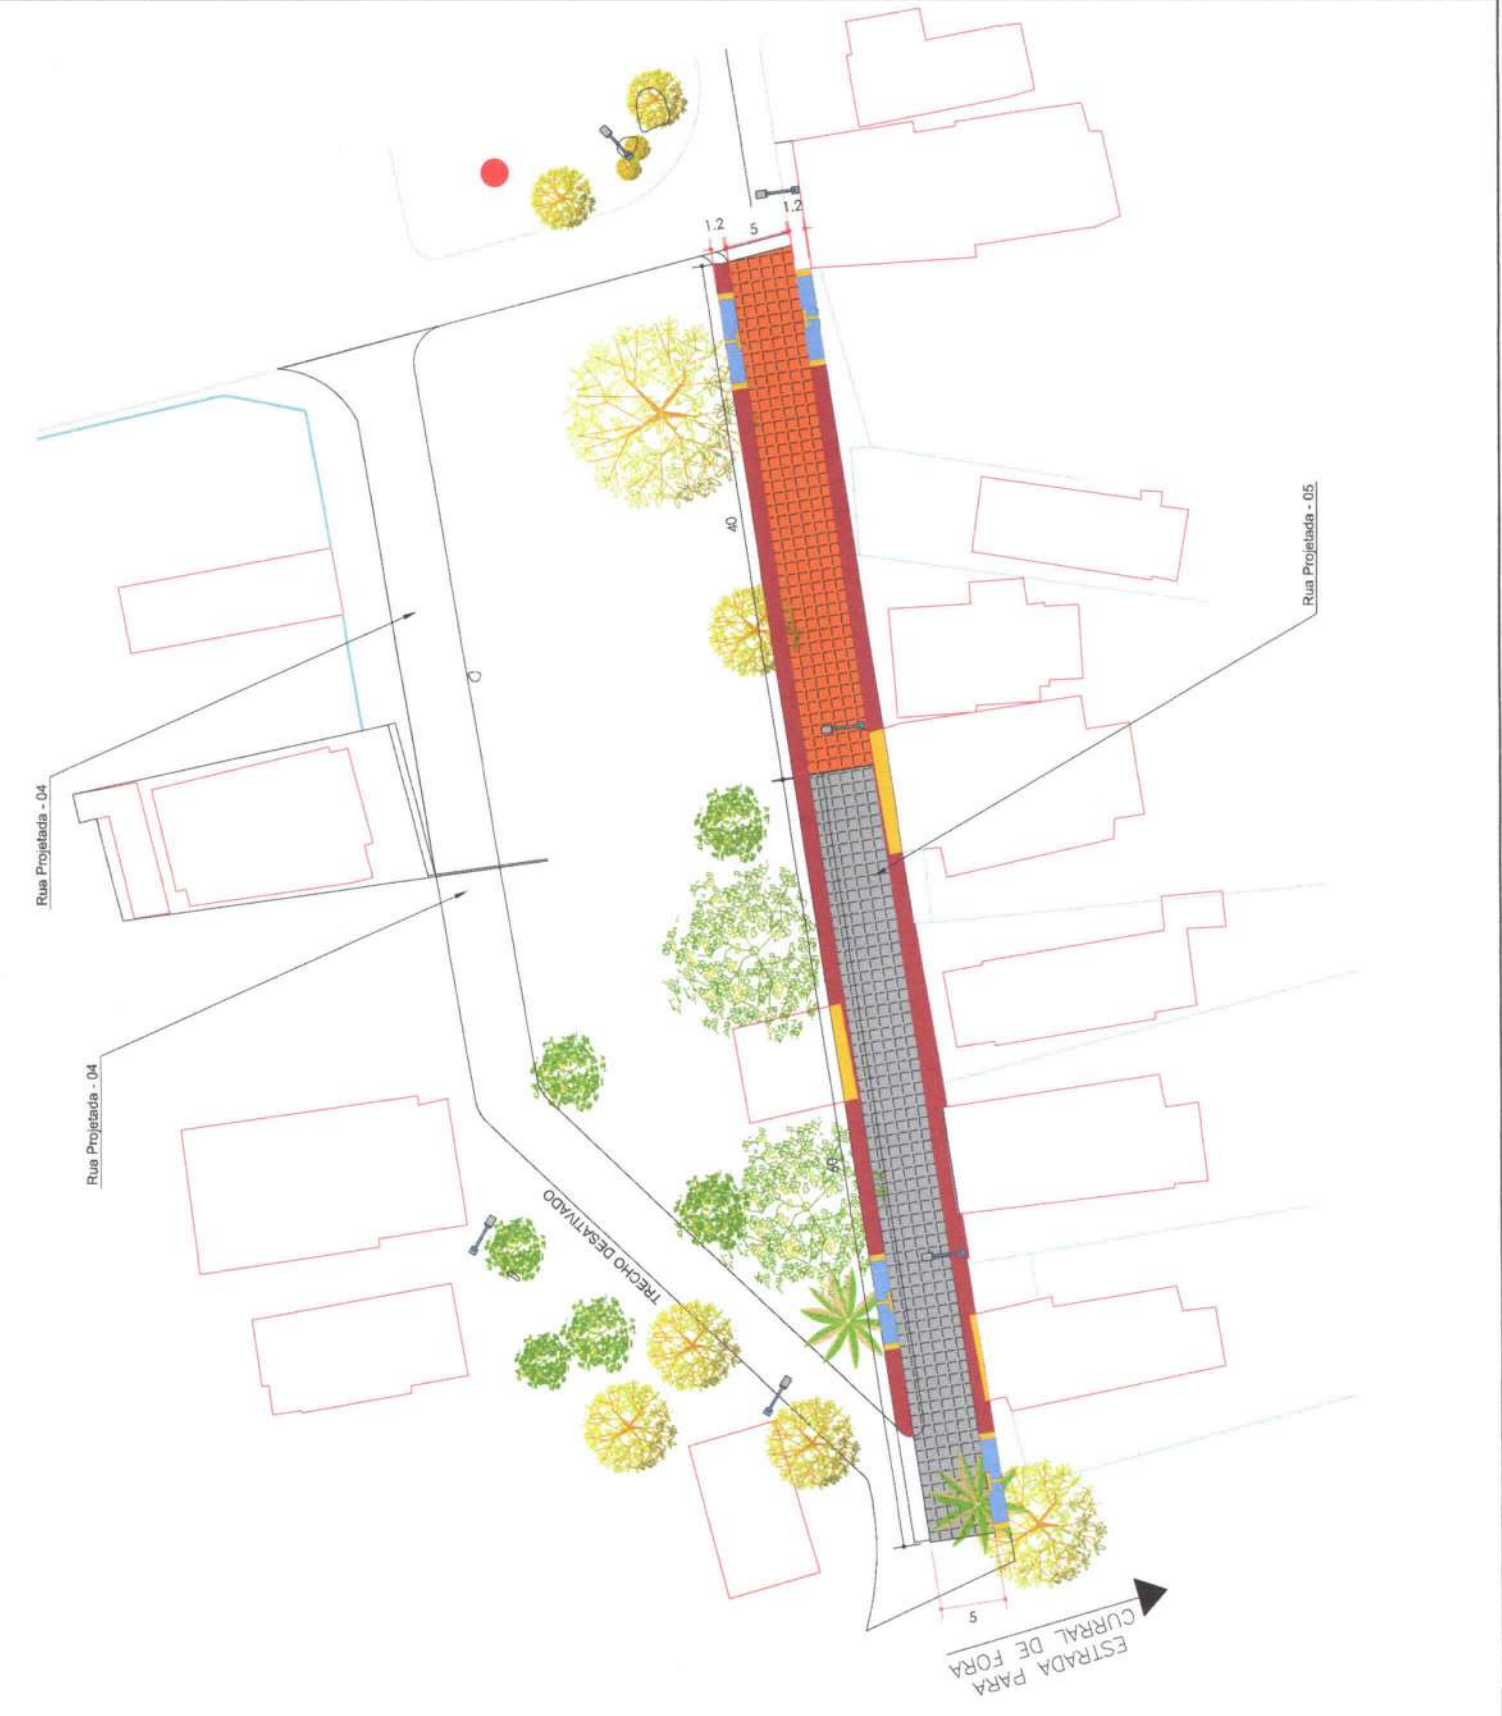 1.2
5
1.2
40
Rua Projetada - 05
Rua Projetada - 04
Rua Projetada - 04
60
TRECHO DESATIVADO
5
ESTRADA PARA
CURRAL DE FORA